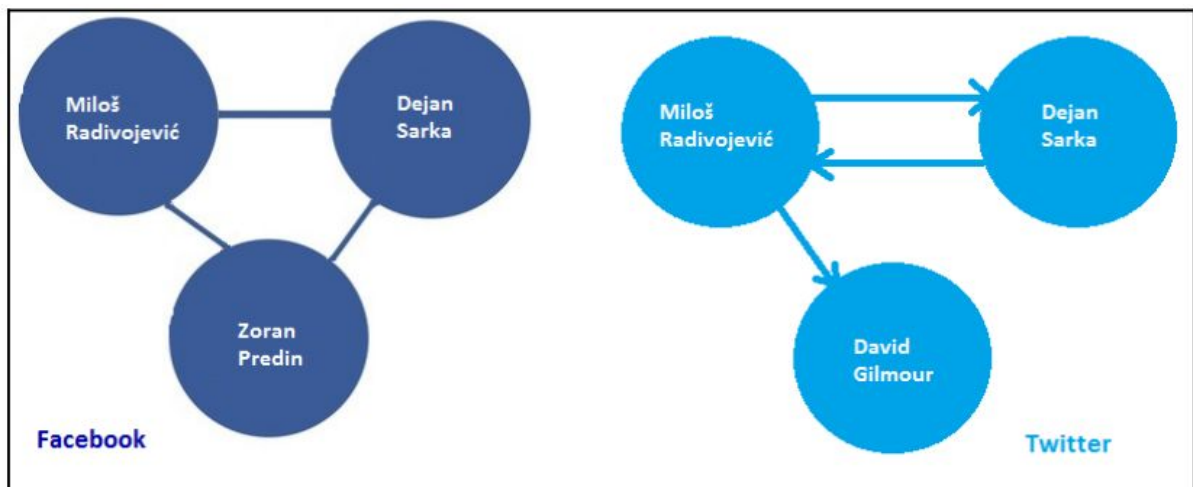 Miloš
Radivojević
Dejan
Sarka
Zoran
Predin
Facebook
Miloš
Radivojević
Dejan
Sarka
David
Gilmour
Twitter